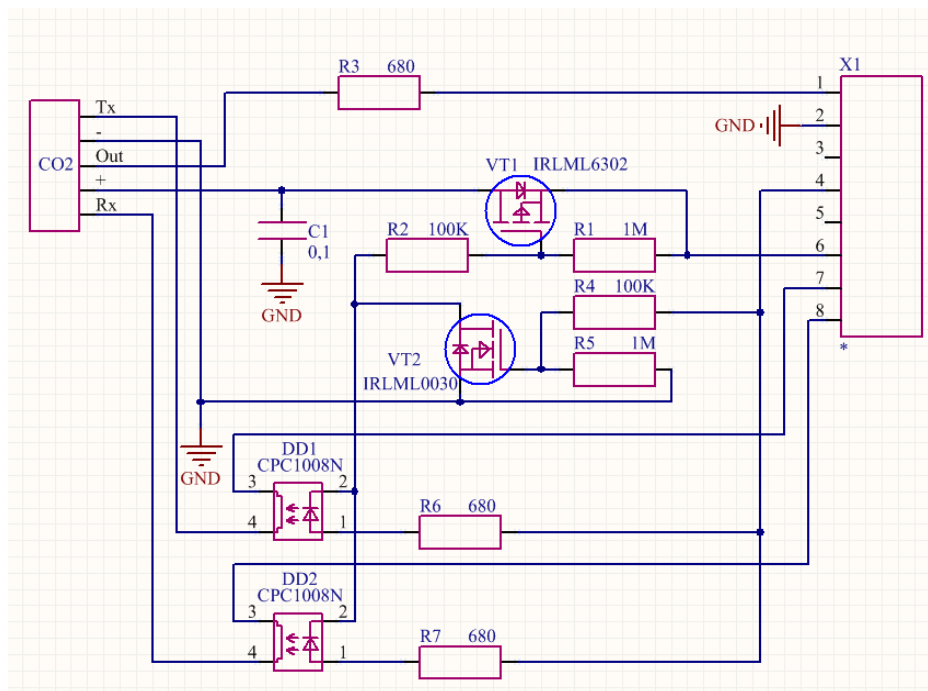 X1
R3 680
1
Tx
GND
2
-
CO2
Out
3
VT1 IRLML6302
+
4
Rx
5
R2 100K
R1 1M
C1
0,1
6
7
R4 100K
GND
8
R5 1M
*
VT2
IRLML0030
DD1
CPC1008N
GND
3
2
R6 680
4
1
DD2
CPC1008N
3
2
R7 680
4
1